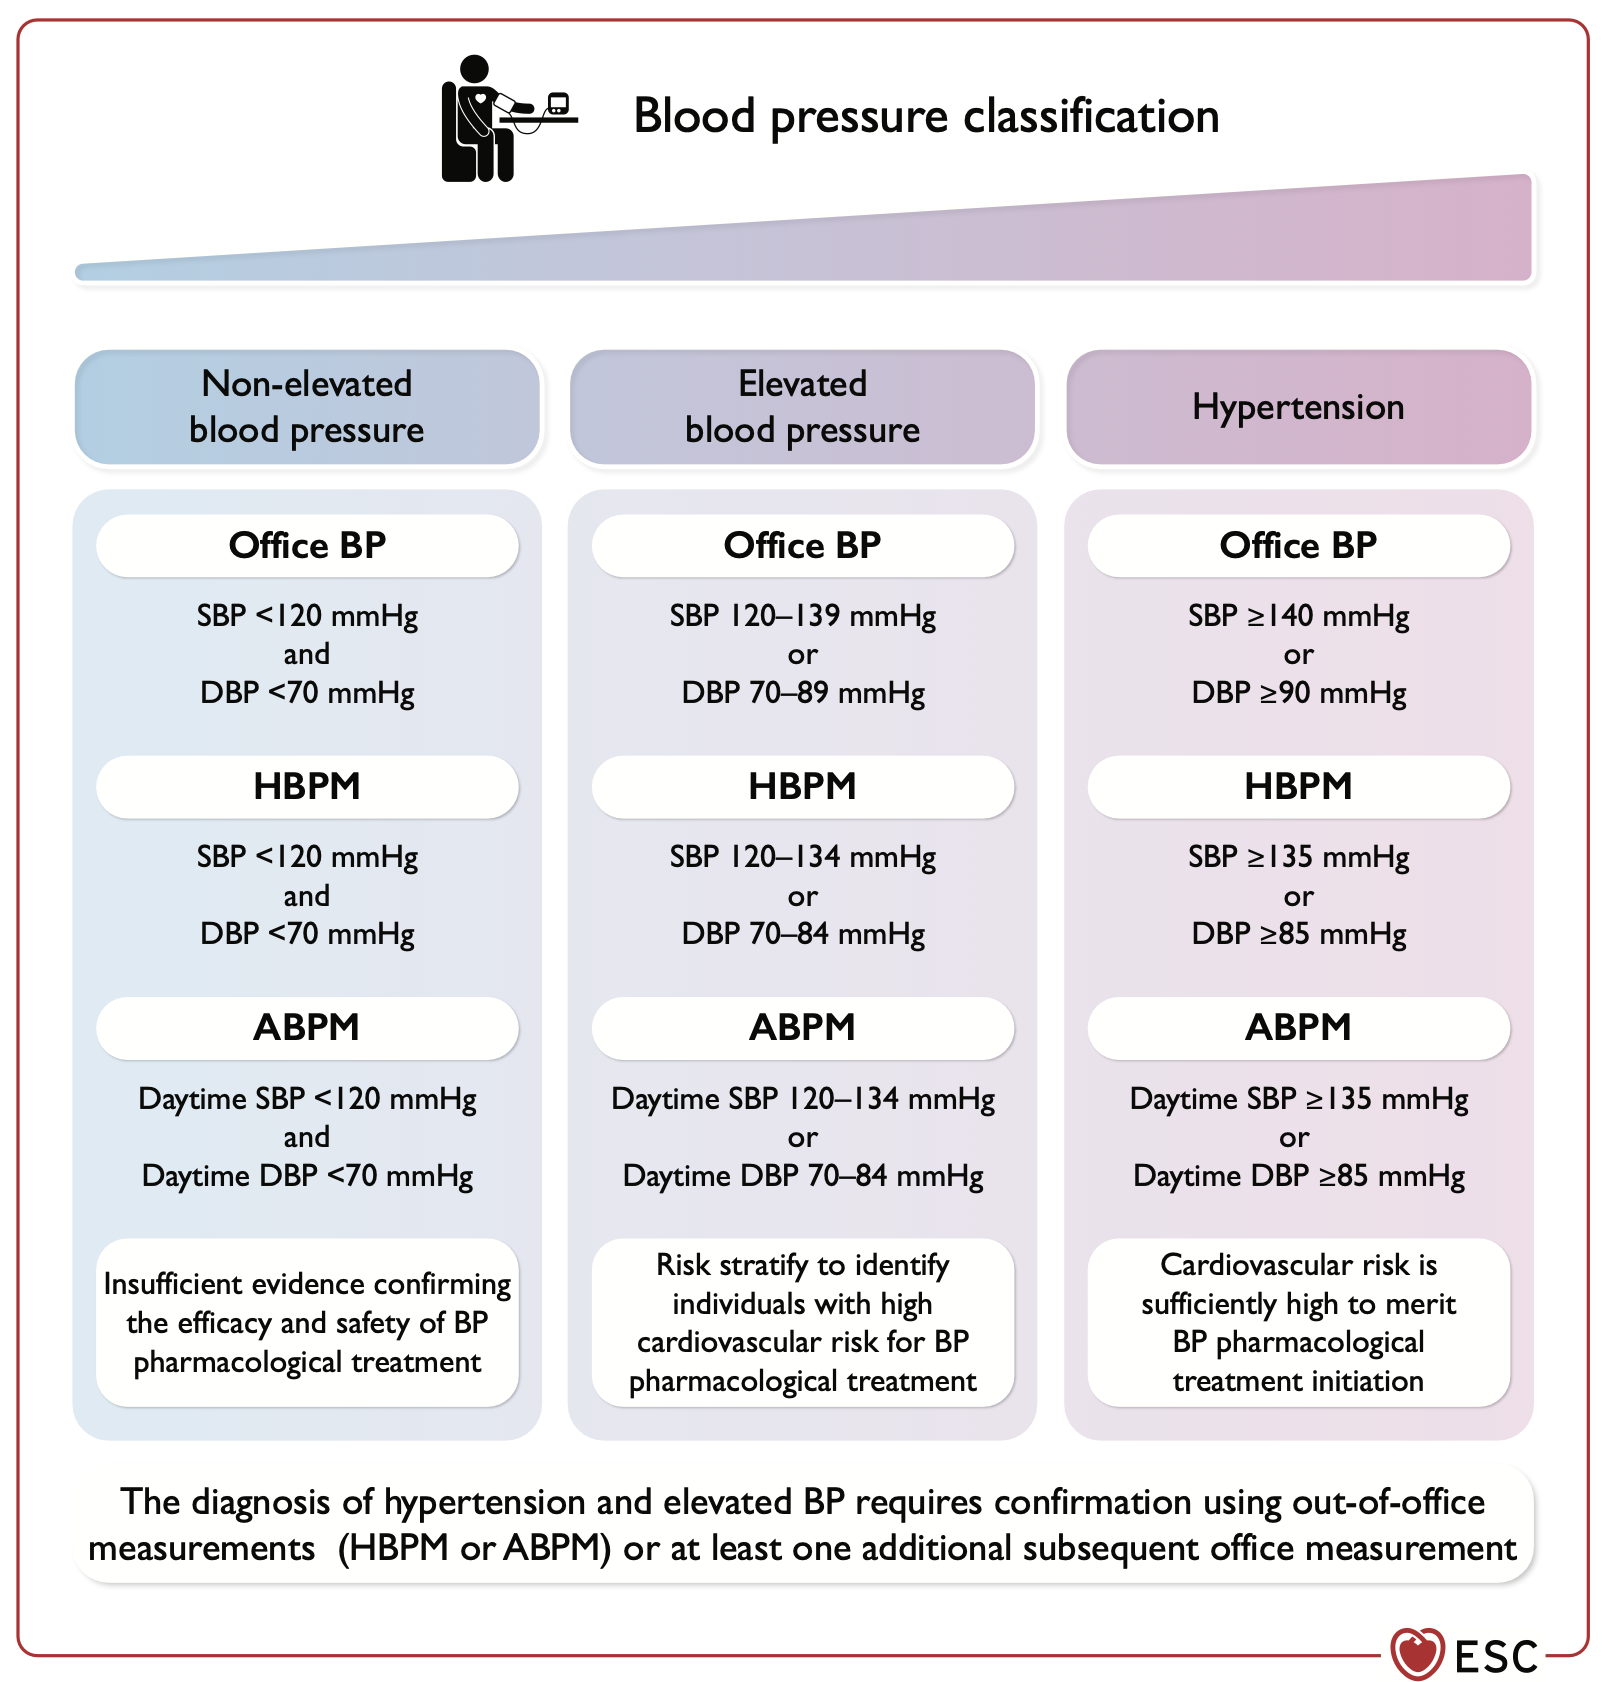 Blood pressure classification
Non-elevated
blood pressure
Office BP
SBP <120 mmHg
and
DBP <70 mmHg
HBPM
SBP <120 mmHg
and
DBP <70 mmHg
ABPM
Daytime SBP <120 mmHg
and
Daytime DBP <70 mmHg
Insufficient evidence confirming
the efficacy and safety of BP
pharmacological treatment
Elevated
blood pressure
Office BP
SBP 120–139 mmHg
or
DBP 70–89 mmHg
HBPM
SBP 120–134 mmHg
or
DBP 70–84 mmHg
ABPM
Daytime SBP 120–134 mmHg
or
Daytime DBP 70–84 mmHg
Risk stratify to identify
individuals with high
cardiovascular risk for BP
pharmacological treatment
Hypertension
Office BP
SBP ≥140 mmHg
or
DBP ≥90 mmHg
HBPM
SBP ≥135 mmHg
or
DBP ≥85 mmHg
ABPM
Daytime SBP ≥135 mmHg
or
Daytime DBP ≥85 mmHg
Cardiovascular risk is
sufficiently high to merit
BP pharmacological
treatment initiation
The diagnosis of hypertension and elevated BP requires confirmation using out-of-office
measurements (HBPM or ABPM) or at least one additional subsequent office measurement
ESC